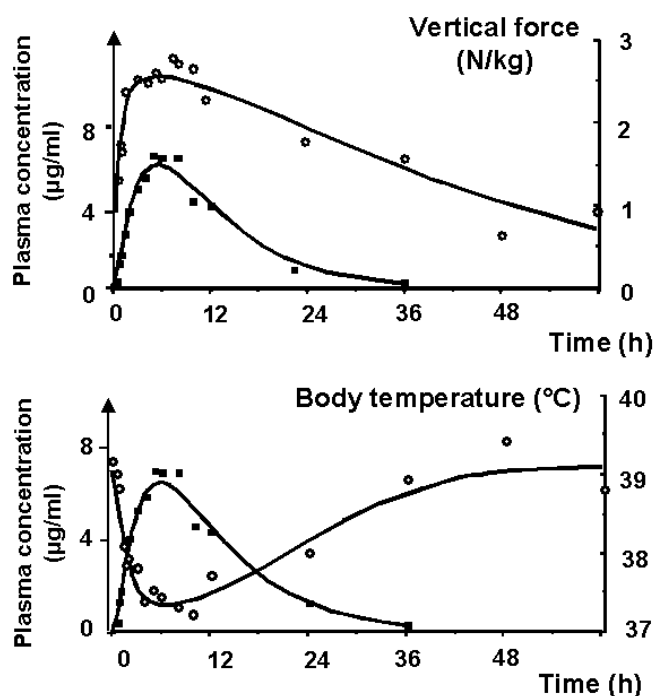 Vertical force
(N/kg)
Plasma concentration
(µg/ml)
8
4
0
3
2
1
0
0 12 24 36 48
Time (h)
Body temperature (°C)
Plasma concentration
(µg/ml)
8
4
0
40
39
38
37
0 12 24 36 48
Time (h)